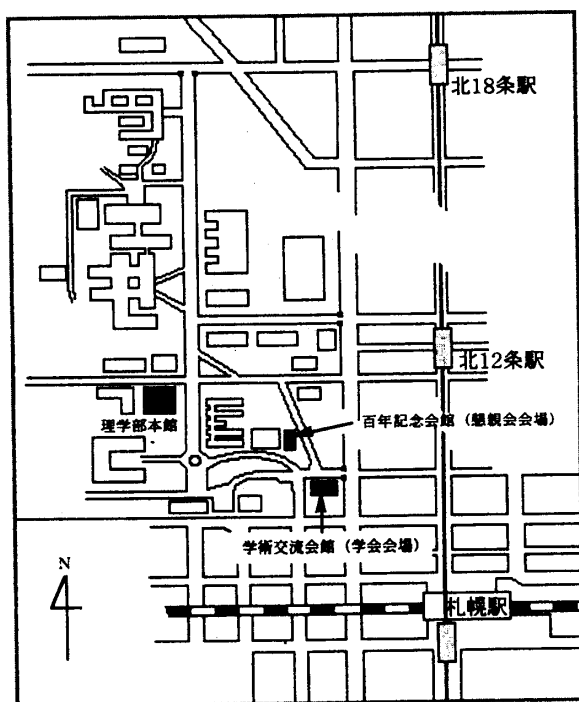 北18条駅
北12条駅
理学部本館
百年記念会館（懇親会会場）
学術交流会館（学会会場）
N
札幌駅